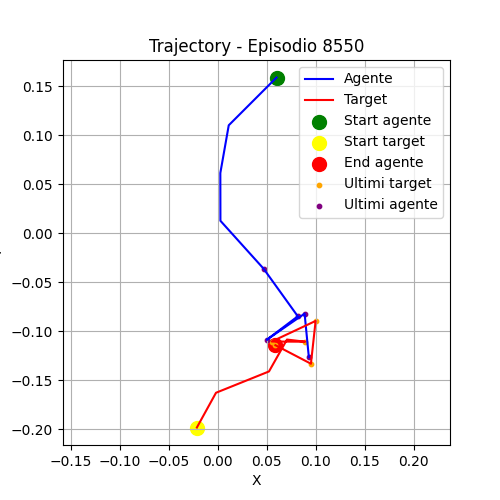 Trajectory - Episodio 8550
Agente
Target
Start agente
Start target
End agente
Ultimi target
Ultimi agente
0.15
0.10
0.05
0.00
−0.05
−0.10
−0.15
−0.20
−0.15
−0.10
−0.05
0.00
0.05
0.10
0.15
0.20
X